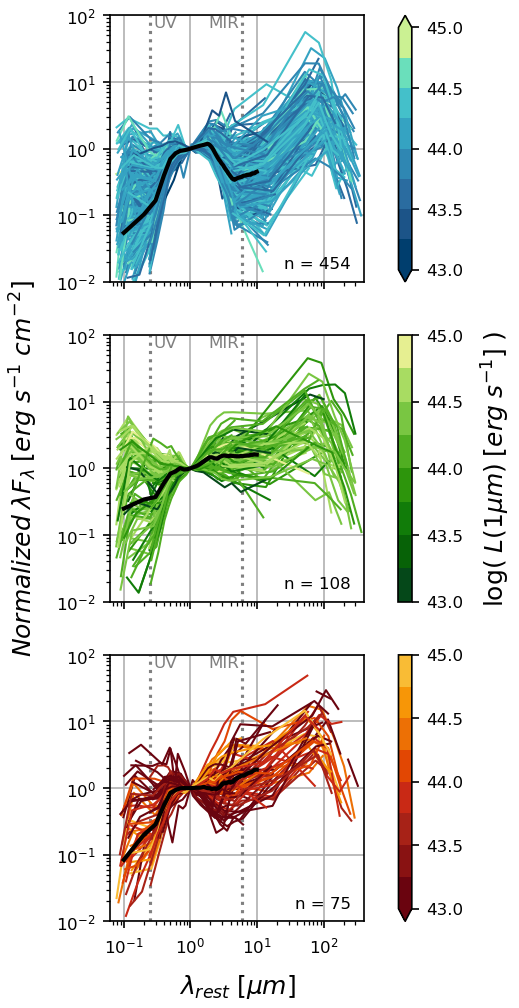 10²
10¹
10⁰
10⁻¹
10⁻²
UV
MIR
n = 454
45.0
44.5
44.0
43.5
43.0
10²
10¹
10⁰
10⁻¹
10⁻²
UV
MIR
n = 108
45.0
44.5
44.0
43.5
43.0
10²
10¹
10⁰
10⁻¹
10⁻²
UV
MIR
n = 75
45.0
44.5
44.0
43.5
43.0
10⁻¹ 10⁰ 10¹ 10²
λ_rest [μm]
Normalized λF_λ [erg s⁻¹ cm⁻²]
log( L(1μm) [erg s⁻¹] )